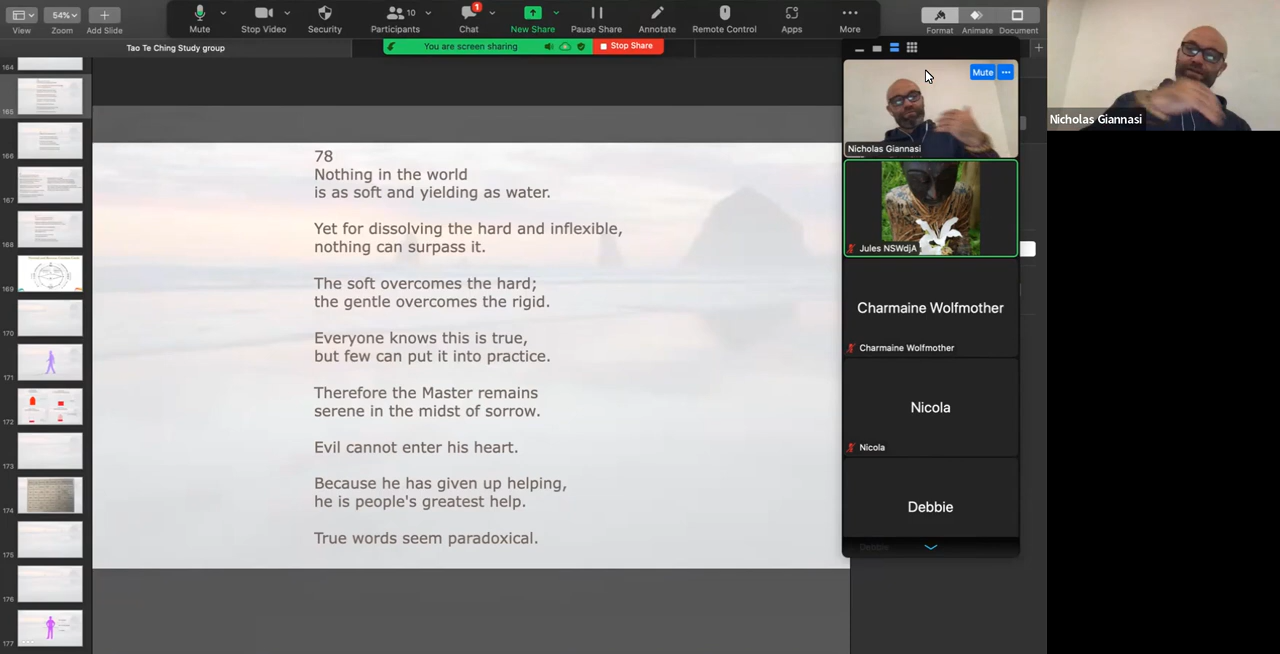 54%
View
Zoom
Add Slide
Mute
Stop Video
Security
10
Participants
1
Chat
New Share
Pause Share
Annotate
Remote Control
Apps
More
Format
Animate
Document
Tao Te Ching Study group
You are screen sharing
Stop Share
164
165
166
167
168
169
170
171
172
173
174
175
176
177
78
Nothing in the world
is as soft and yielding as water.
Yet for dissolving the hard and inflexible,
nothing can surpass it.
The soft overcomes the hard;
the gentle overcomes the rigid.
Everyone knows this is true,
but few can put it into practice.
Therefore the Master remains
serene in the midst of sorrow.
Evil cannot enter his heart.
Because he has given up helping,
he is people's greatest help.
True words seem paradoxical.
Mute
Nicholas Giannasi
Jules NSWdjA
Charmaine Wolfmother
Charmaine Wolfmother
Nicola
Nicola
Debbie
Debbie
Nicholas Giannasi